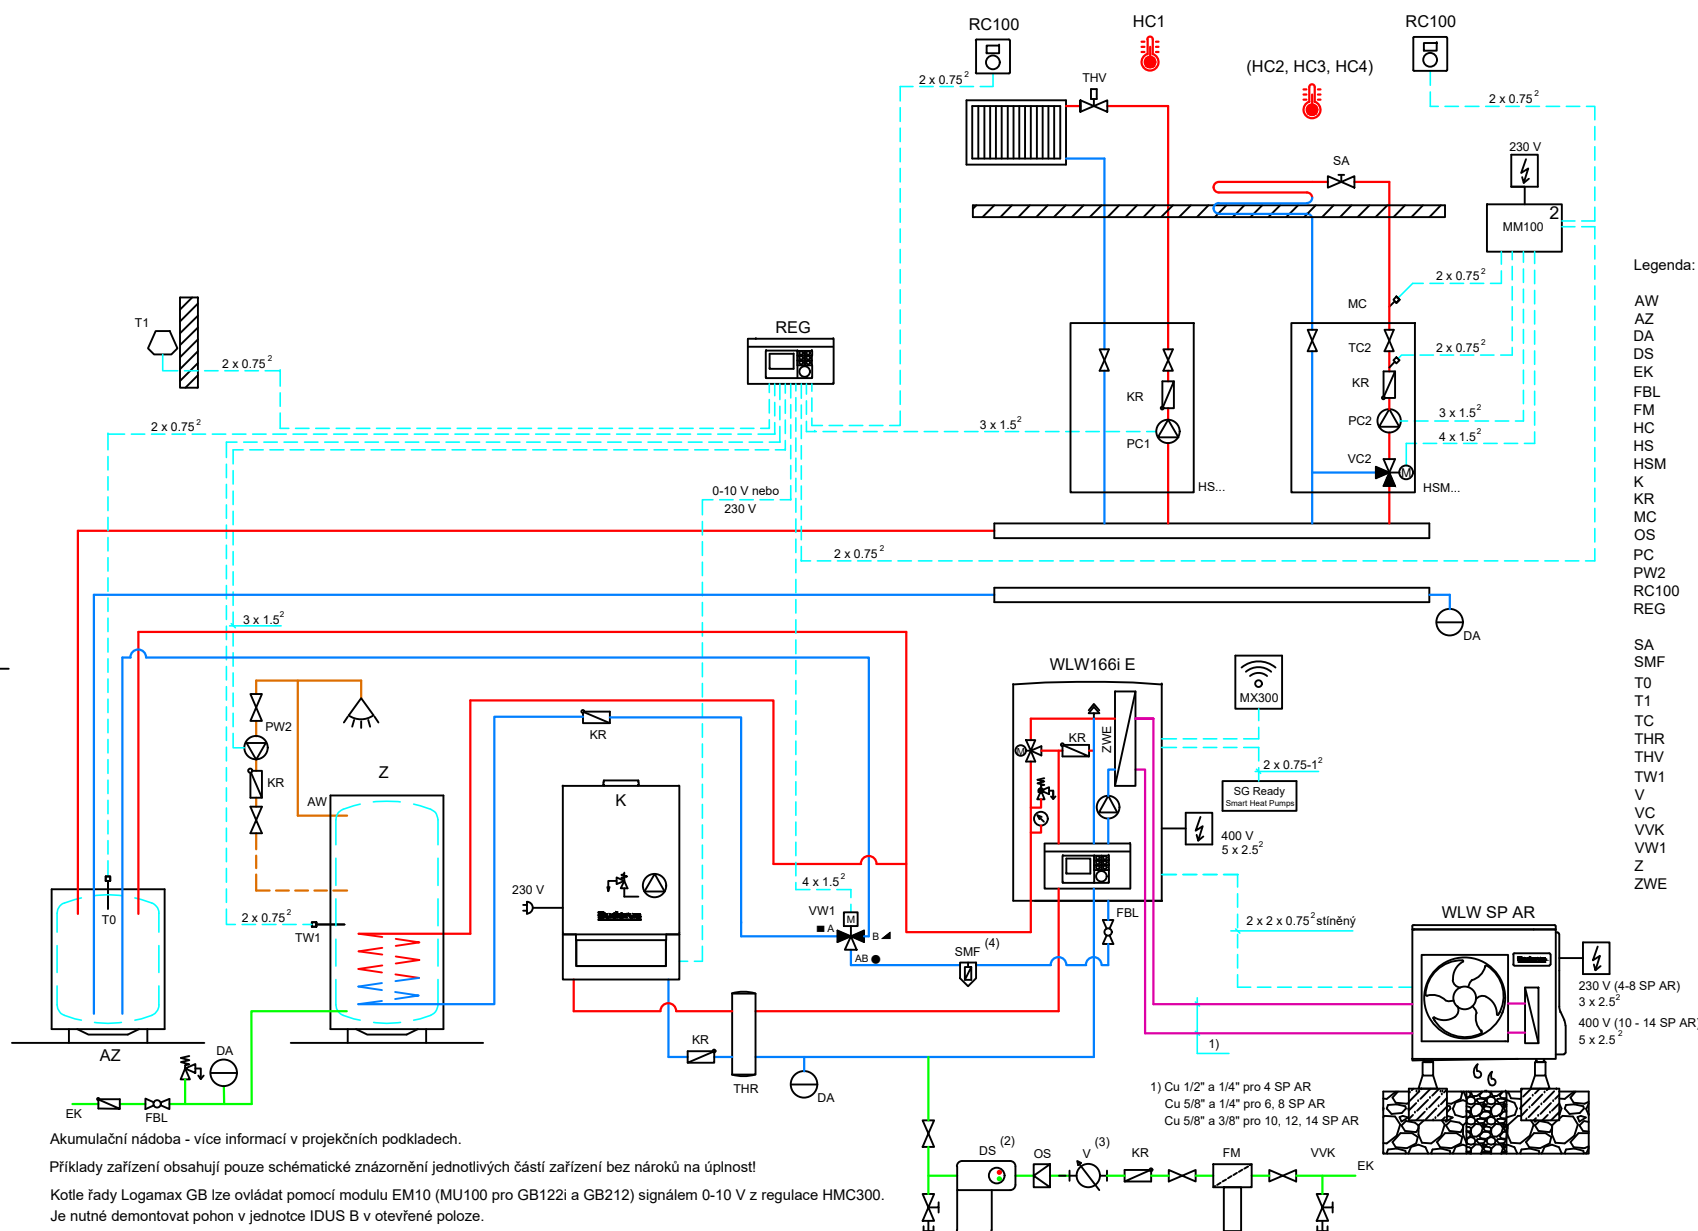 RC100
HC1
RC100
(HC2, HC3, HC4)
THV
2 x 0.75²
2 x 0.75²
230 V
SA
2
MM100
Legenda:
2 x 0.75²
MC
T1
REG
2 x 0.75²
TC2
2 x 0.75²
KR
KR
2 x 0.75²
3 x 1.5²
PC1
PC2
3 x 1.5²
4 x 1.5²
VC2
M
HS...
HSM...
0-10 V nebo
230 V
2 x 0.75²
3 x 1.5²
DA
WLW166i E
MX300
PW2
KR
M
KR
ZWE
2 x 0.75-1²
SG Ready
Smart Heat Pumps
Z
KR
AW
K
400 V
5 x 2.5²
230 V
4 x 1.5²
VW1
M
A
B
AB
FBL
SMF (4)
T0
2 x 0.75²
TW1
2 x 2 x 0.75² stíněný
WLW SP AR
230 V (4-8 SP AR)
3 x 2.5²
400 V (10 - 14 SP AR)
5 x 2.5²
AZ
DA
KR
THR
DA
1)
EK
FBL
1) Cu 1/2" a 1/4" pro 4 SP AR
Cu 5/8" a 1/4" pro 6, 8 SP AR
Cu 5/8" a 3/8" pro 10, 12, 14 SP AR
DS (2)
OS
V (3)
KR
FM
VVK
EK
Akumulační nádoba - více informací v projekčních podkladech.
Příklady zařízení obsahují pouze schématické znázornění jednotlivých částí zařízení bez nároků na úplnost!
Kotle řady Logamax GB lze ovládat pomocí modulu EM10 (MU100 pro GB122i a GB212) signálem 0-10 V z regulace HMC300.
Je nutné demontovat pohon v jednotce IDUS B v otevřené poloze.
AW
AZ
DA
DS
EK
FBL
FM
HC
HS
HSM
K
KR
MC
OS
PC
PW2
RC100
REG
SA
SMF
T0
T1
TC
THR
THV
TW1
V
VC
VVK
VW1
Z
ZWE